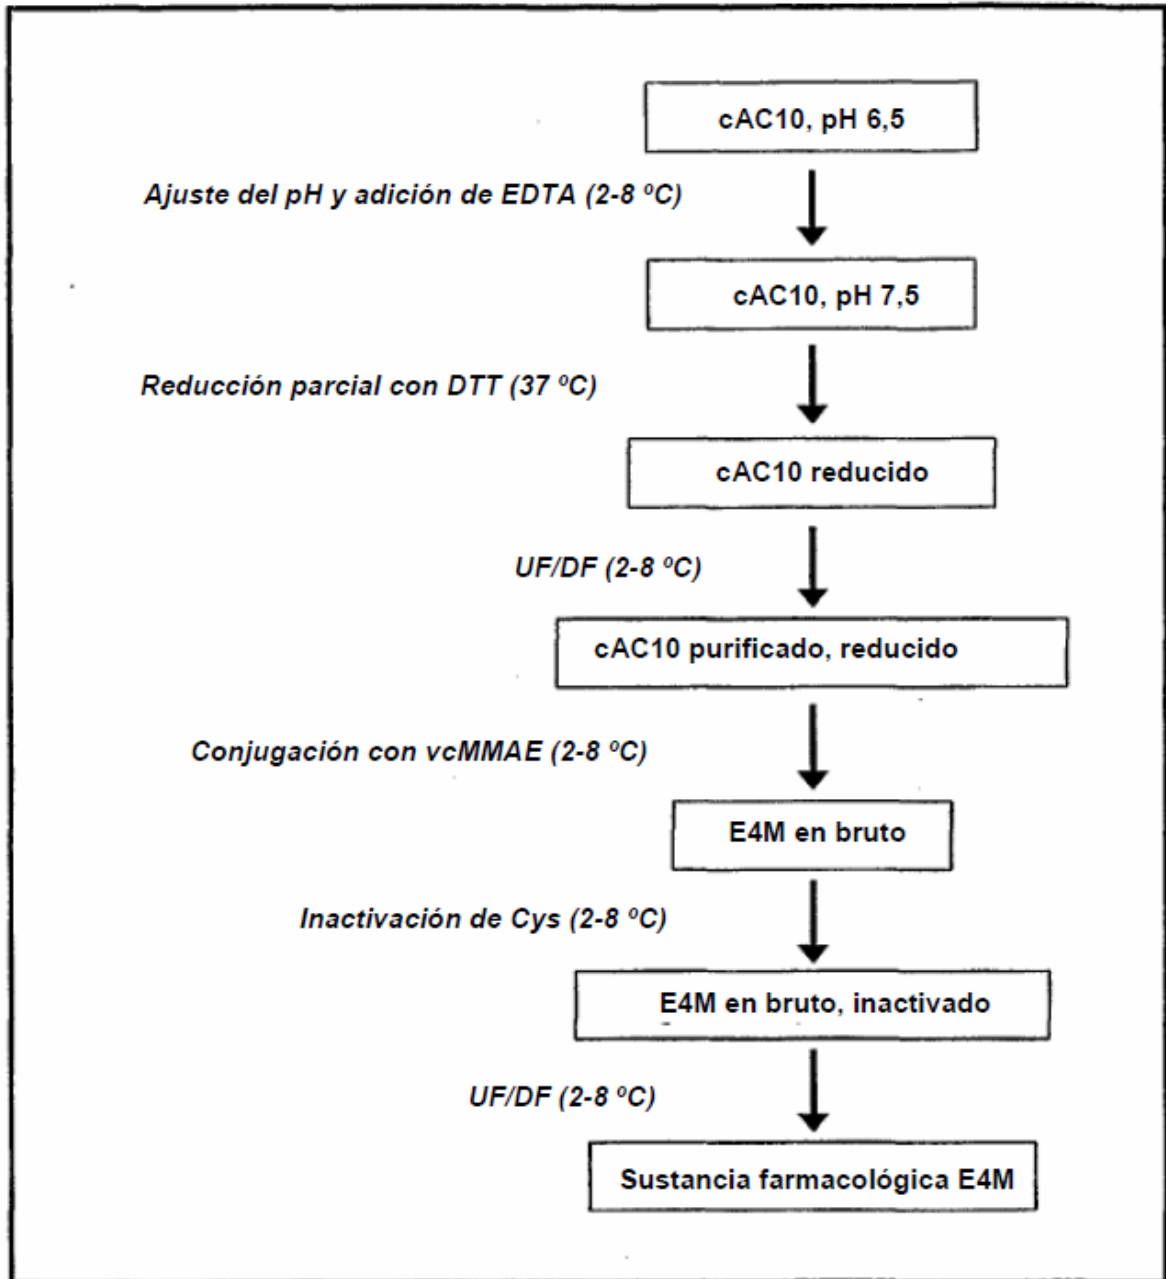 cAC10, pH 6,5
Ajuste del pH y adición de EDTA (2-8 ºC)
cAC10, pH 7,5
Reducción parcial con DTT (37 ºC)
cAC10 reducido
UF/DF (2-8 ºC)
cAC10 purificado, reducido
Conjugación con vcMMAE (2-8 ºC)
E4M en bruto
Inactivación de Cys (2-8 ºC)
E4M en bruto, inactivado
UF/DF (2-8 ºC)
Sustancia farmacológica E4M